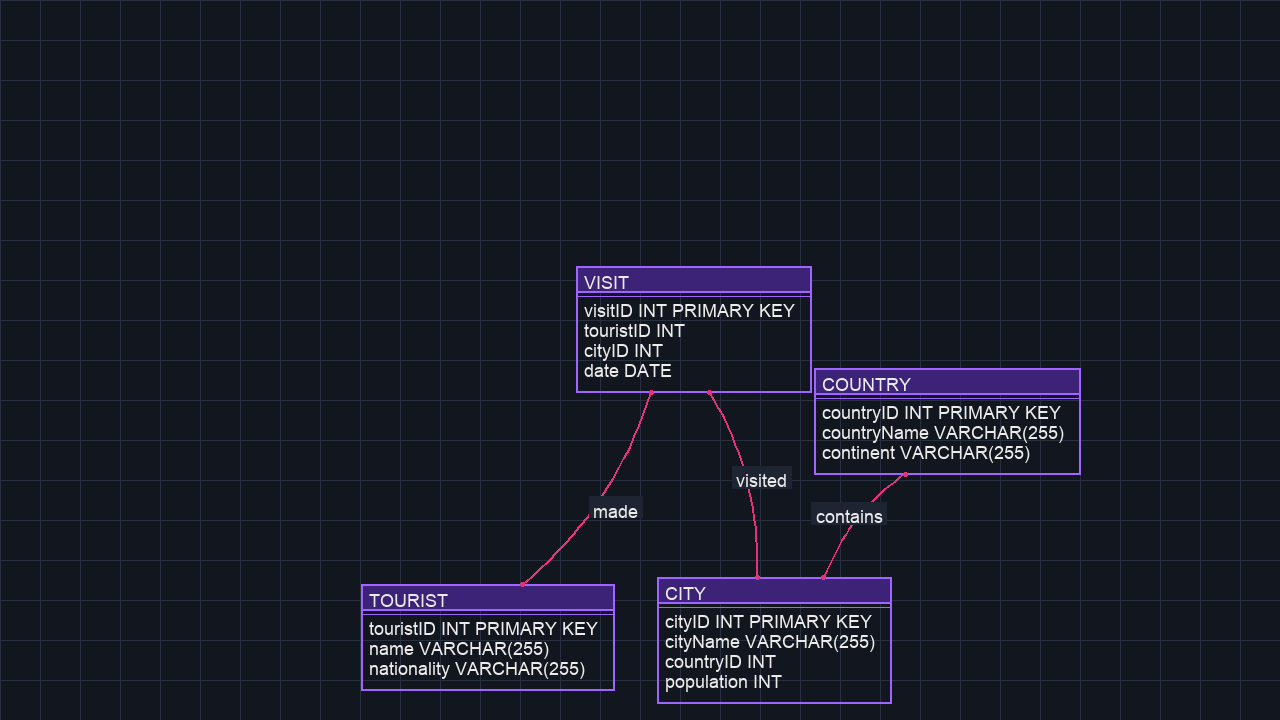 VISIT
visitID INT PRIMARY KEY
touristID INT
cityID INT
date DATE
COUNTRY
countryID INT PRIMARY KEY
countryName VARCHAR(255)
continent VARCHAR(255)
visited
made
contains
TOURIST
touristID INT PRIMARY KEY
name VARCHAR(255)
nationality VARCHAR(255)
CITY
cityID INT PRIMARY KEY
cityName VARCHAR(255)
countryID INT
population INT